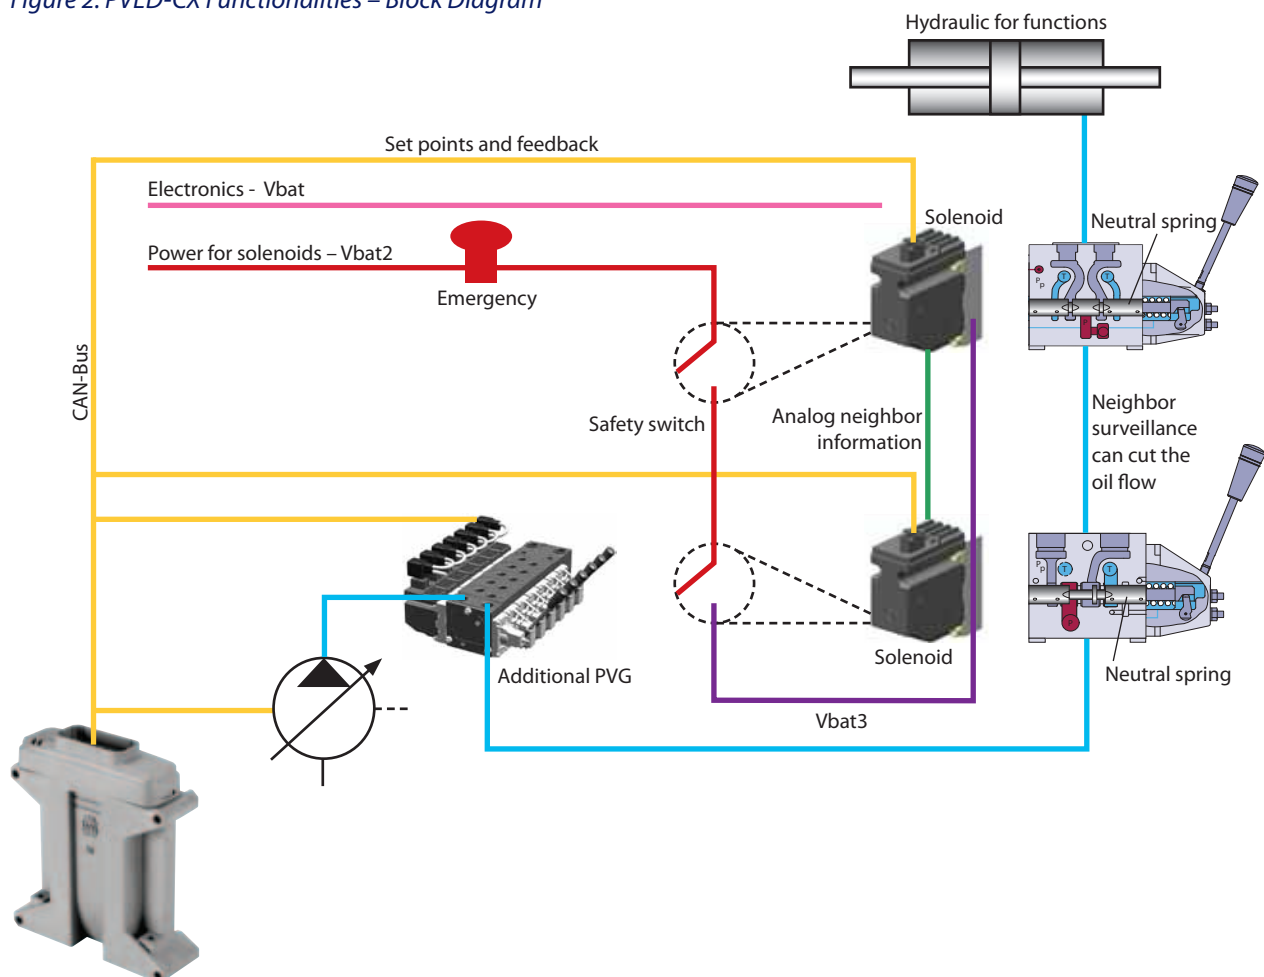 Figure 2. PVED-CX Functionalities – Block Diagram
Hydraulic for functions
Set points and feedback
Electronics - Vbat
Solenoid
Neutral spring
Power for solenoids – Vbat2
Emergency
CAN-Bus
Safety switch
Analog neighbor
information
Neighbor
surveillance
can cut the
oil flow
Additional PVG
Solenoid
Neutral spring
Vbat3
T
T
P
P
P
T
T
P
P
P